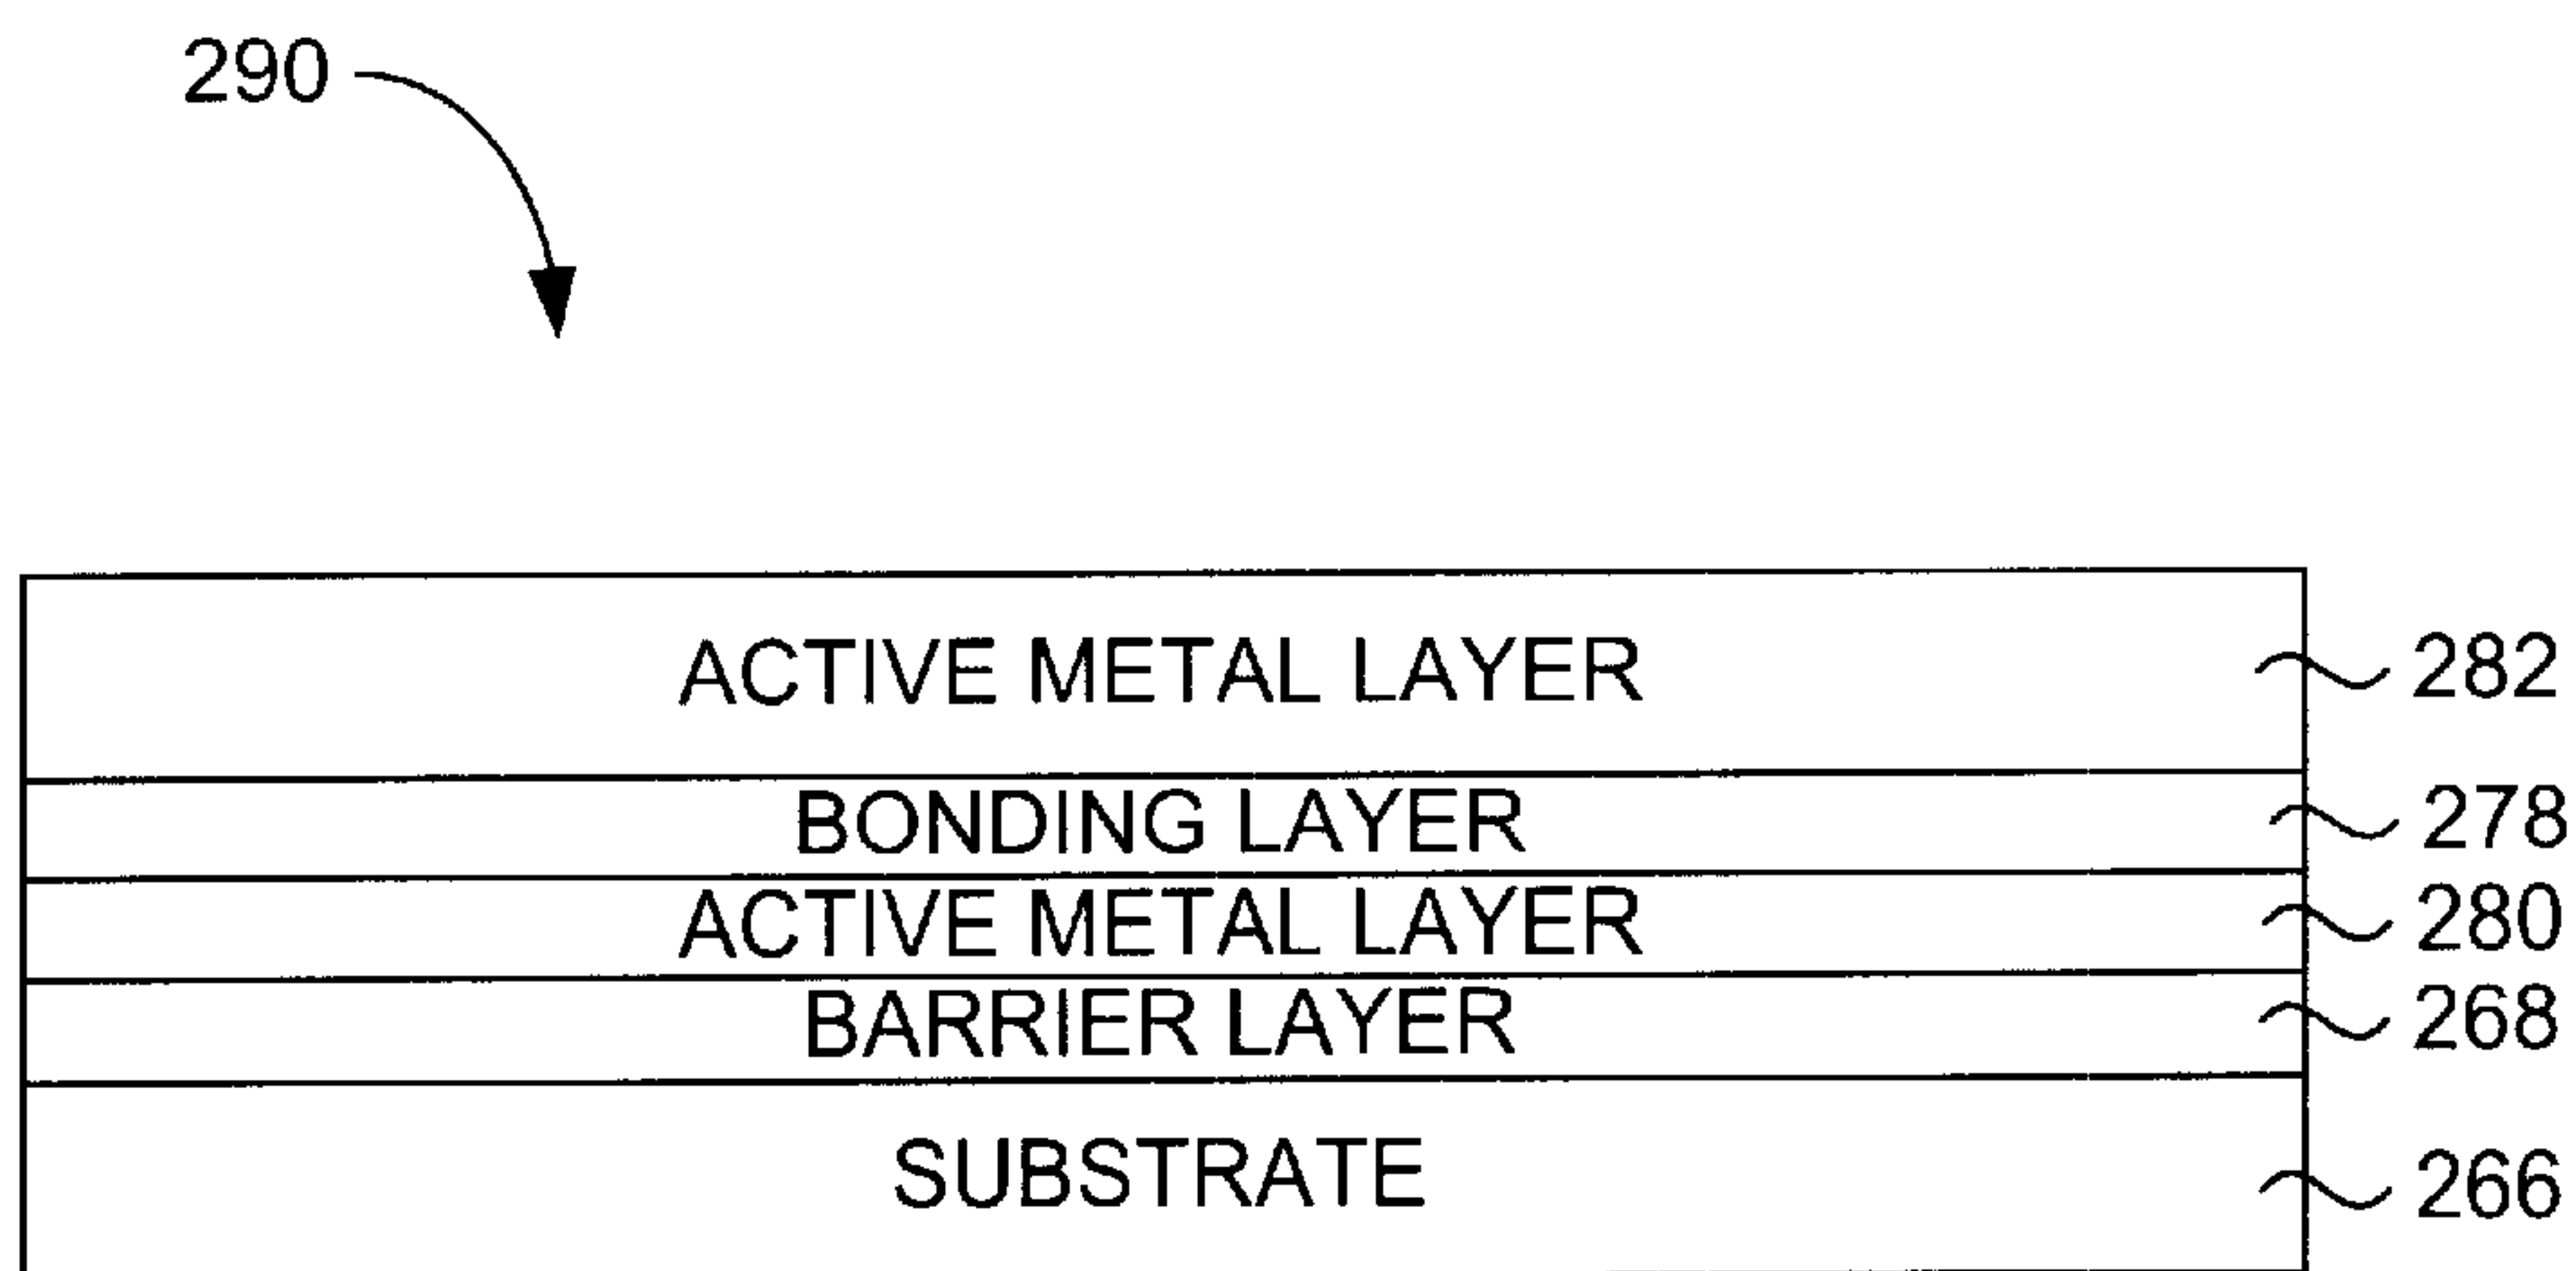 290
ACTIVE METAL LAYER 282
BONDING LAYER 278
ACTIVE METAL LAYER 280
BARRIER LAYER 268
SUBSTRATE 266